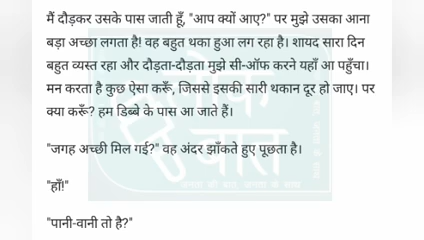 मैं दौड़कर उसके पास जाती हूँ, "आप क्यों आए?" पर मुझे उसका आना
बड़ा अच्छा लगता है! वह बहुत थका हुआ लग रहा है। शायद सारा दिन
बहुत व्यस्त रहा और दौड़ता-दौड़ता मुझे सी-ऑफ करने यहाँ आ पहुँचा।
मन करता है कुछ ऐसा करूँ, जिससे इसकी सारी थकान दूर हो जाए। पर
क्या करूँ? हम डिब्बे के पास आ जाते हैं।
"जगह अच्छी मिल गई?" वह अंदर झाँकते हुए पूछता है।
"हाँ!"
"पानी-वानी तो है?"